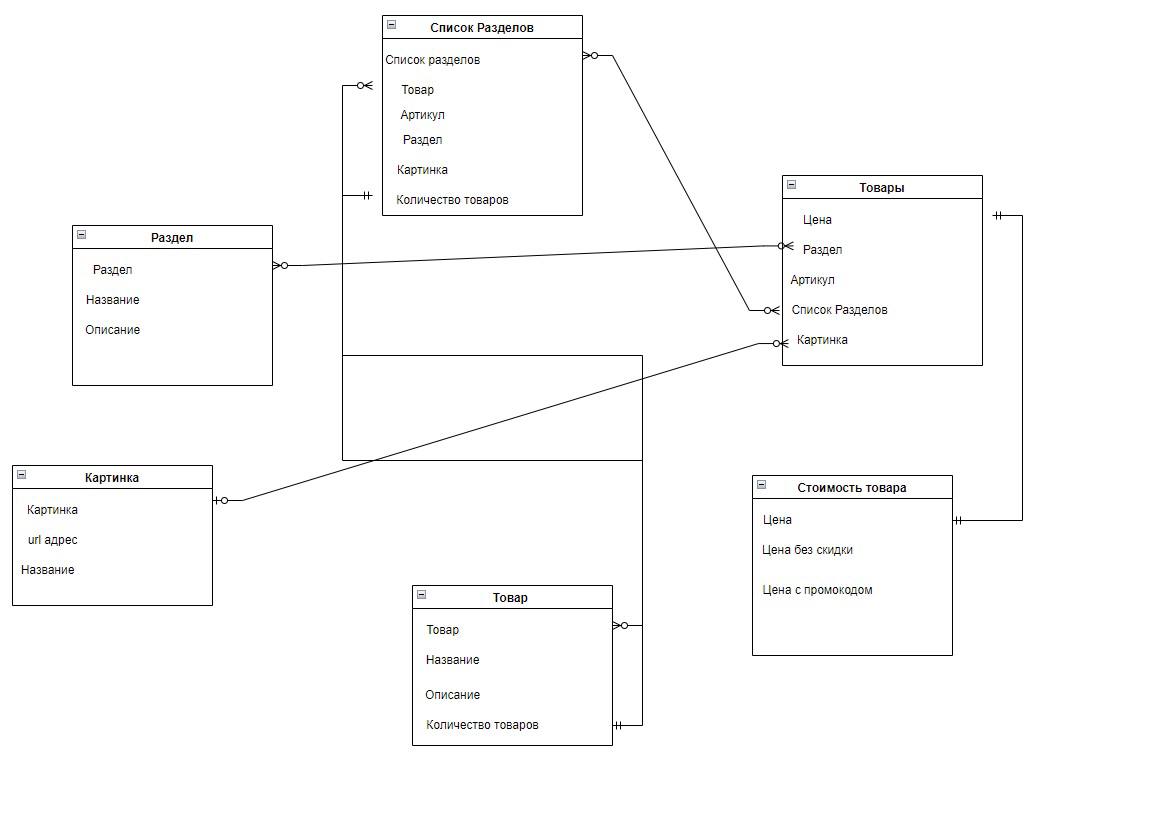 Список Разделов
Список разделов
Товар
Артикул
Раздел
Картинка
Количество товаров
Товары
Цена
Раздел
Артикул
Список Разделов
Картинка
Раздел
Раздел
Название
Описание
Картинка
Картинка
url адрес
Название
Стоимость товара
Цена
Цена без скидки
Цена с промокодом
Товар
Товар
Название
Описание
Количество товаров